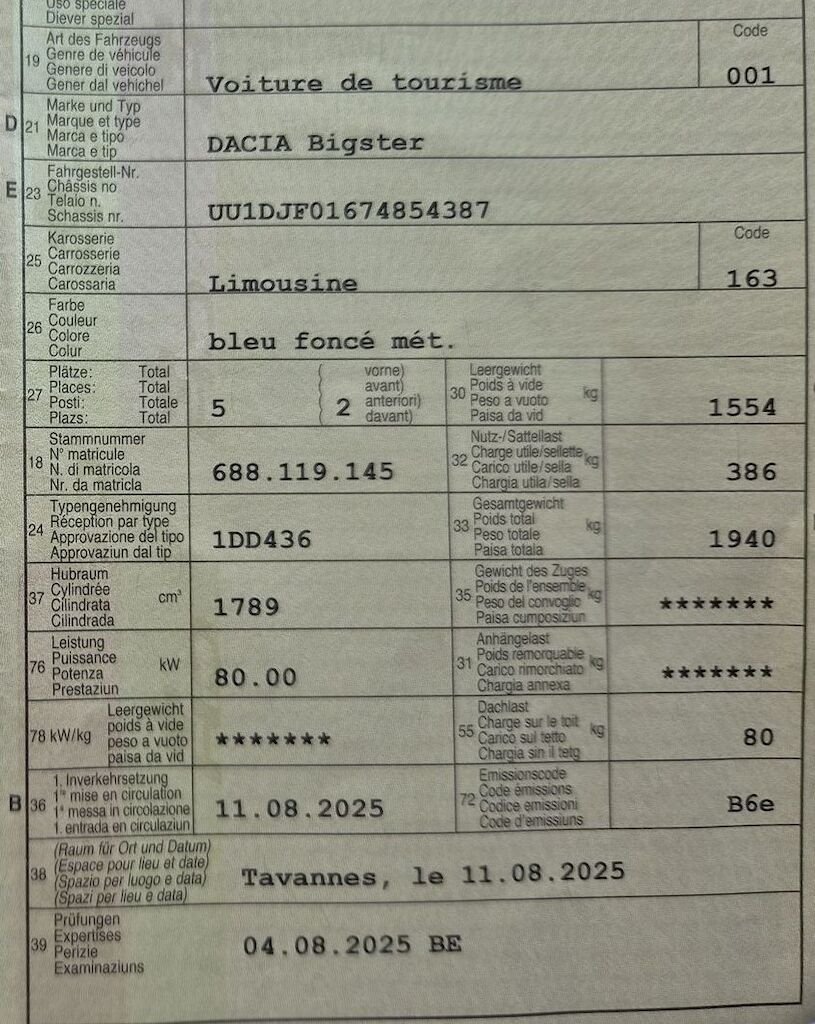 Uso speciale
Diever spezial
19 Art des Fahrzeugs
Genre de véhicule
Genere di veicolo
Gener dal vehichel
Voiture de tourisme
Code
001
D 21 Marke und Typ
Marque et type
Marca e tipo
Marca e tip
DACIA Bigster
E 23 Fahrgestell-Nr.
Châssis no
Telaio n.
Schassis nr.
UU1DJF01674854387
25 Karosserie
Carrosserie
Carrozzeria
Carossaria
Limousine
Code
163
26 Farbe
Couleur
Colore
Colur
bleu foncé mét.
27 Plätze: Total
Places: Total
Posti: Totale
Plazs: Total
5
( vorne)
( avant)
( 2 anteriori)
( davant)
30 Leergewicht
Poids à vide
Peso a vuoto
Paisa da vid
kg
1554
18 Stammnummer
N° matricule
N. di matricola
Nr. da matricla
688.119.145
32 Nutz-/Sattellast
Charge utile/sellette
Carico utile/sella
Chargia utila/sella
kg
386
24 Typengenehmigung
Réception par type
Approvazione del tipo
Approvaziun dal tip
1DD436
33 Gesamtgewicht
Poids total
Peso totale
Paisa totala
kg
1940
37 Hubraum
Cylindrée
Cilindrata
Cilindrada
cm³
1789
35 Gewicht des Zuges
Poids de l'ensemble
Peso del convoglio
Paisa cumposiziun
kg
*******
76 Leistung
Puissance
Potenza
Prestaziun
kW
80.00
31 Anhängelast
Poids remorquable
Carico rimorchiato
Chargia annexa
kg
*******
78 kW/kg Leergewicht
poids à vide
peso a vuoto
paisa da vid
*******
55 Dachlast
Charge sur le toit
Carico sul tetto
Chargia sin il tetg
kg
80
B 36 1. Inverkehrsetzung
1re mise en circulation
1a messa in circolazione
1. entrada en circulaziun
11.08.2025
72 Emissionscode
Code émissions
Codice emissioni
Code d'emissiuns
B6e
38 (Raum für Ort und Datum)
(Espace pour lieu et date)
(Spazio per luogo e data)
(Spazi per lieu e data)
Tavannes, le 11.08.2025
39 Prüfungen
Expertises
Perizie
Examinaziuns
04.08.2025 BE